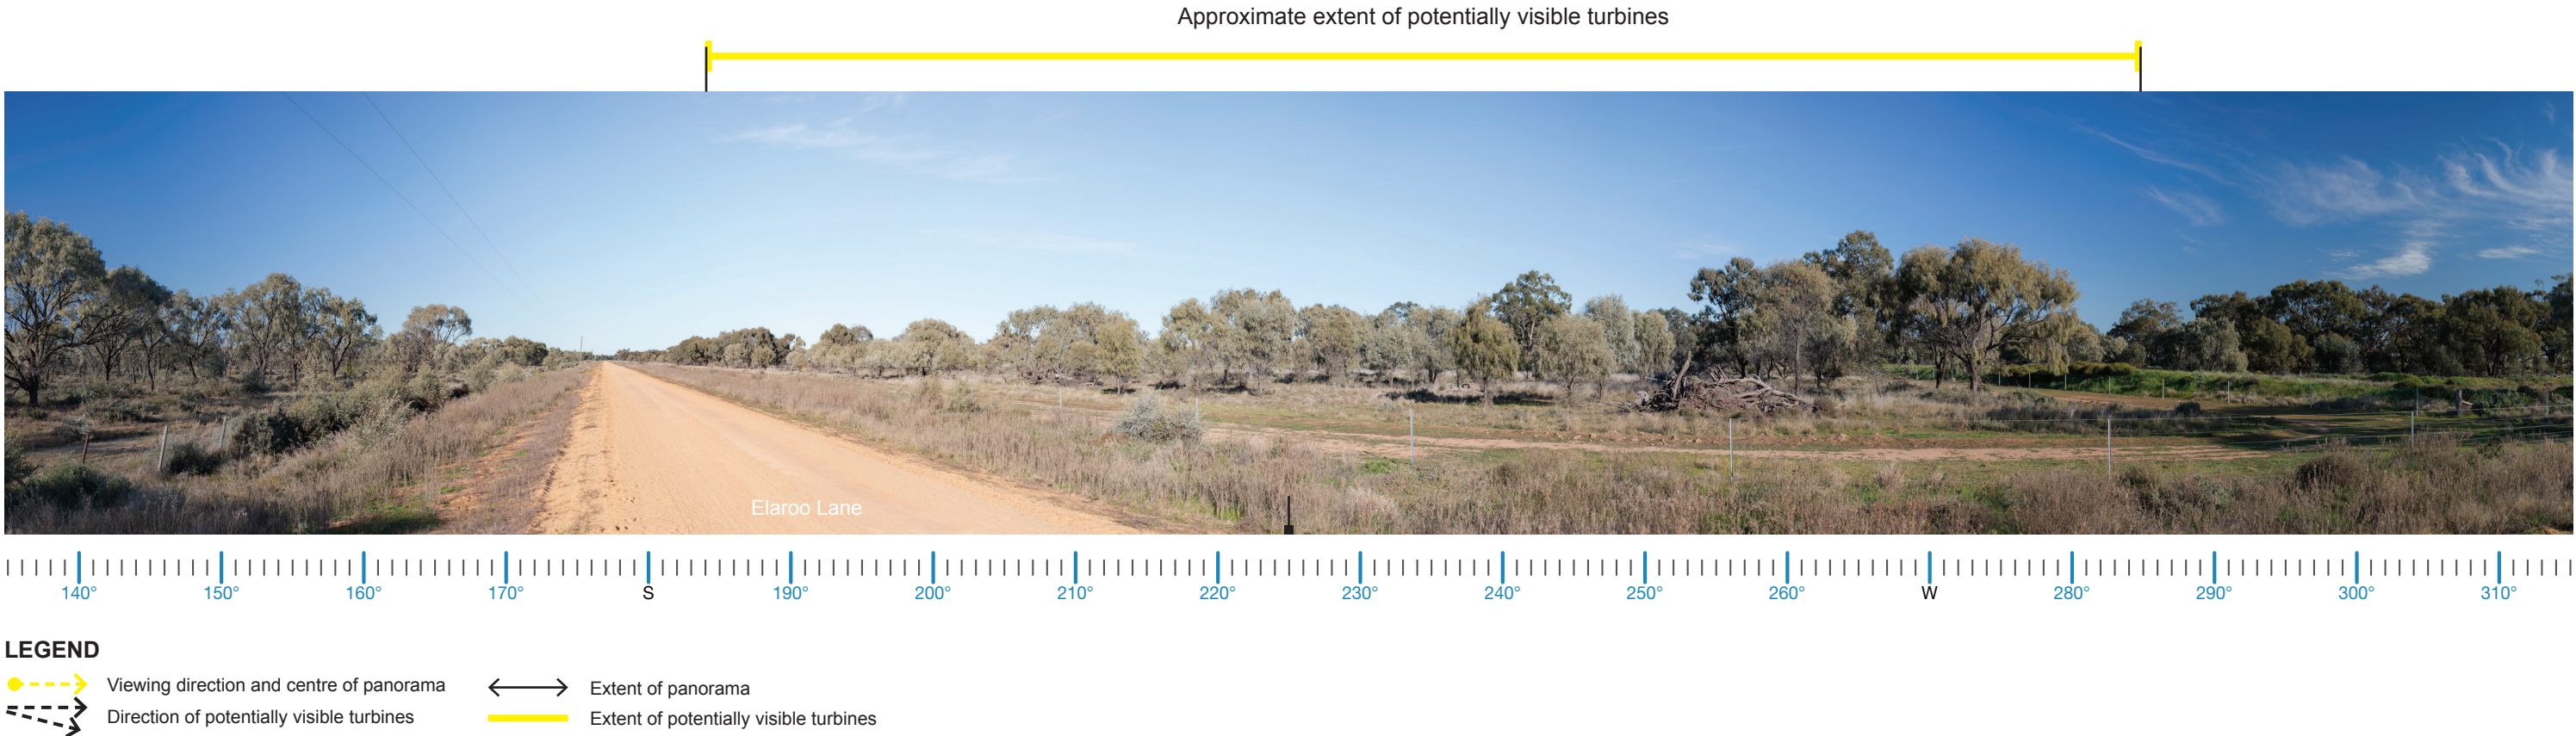 Approximate extent of potentially visible turbines
Elaroo Lane
140° 150° 160° 170° S 190° 200° 210° 220° 230° 240° 250° 260° W 280° 290° 300° 310°
LEGEND
Viewing direction and centre of panorama
Direction of potentially visible turbines
Extent of panorama
Extent of potentially visible turbines